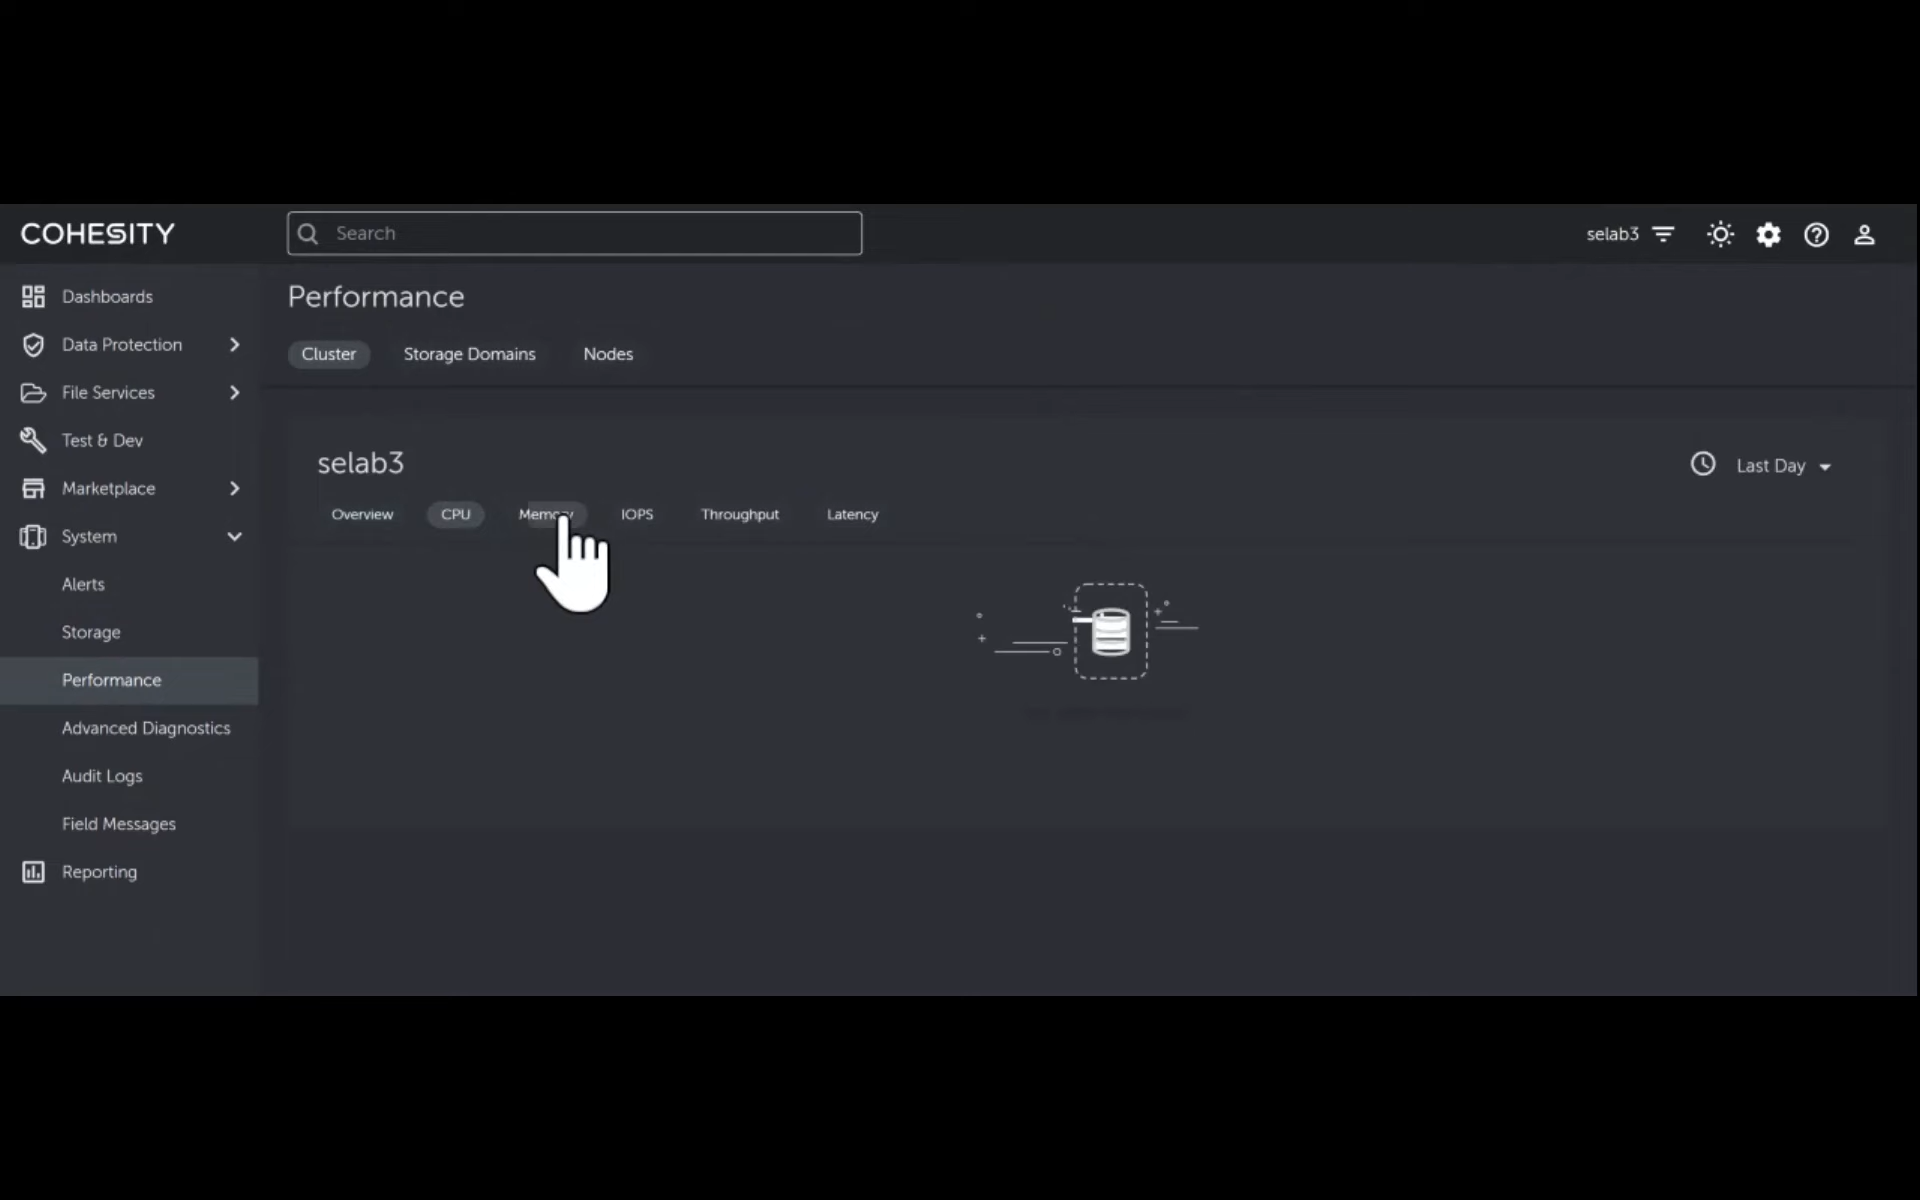 COHESITY
Search
selab3
Dashboards
Data Protection
File Services
Test & Dev
Marketplace
System
Alerts
Storage
Performance
Advanced Diagnostics
Audit Logs
Field Messages
Reporting
Performance
Cluster Storage Domains Nodes
selab3
Last Day
Overview CPU Memory IOPS Throughput Latency